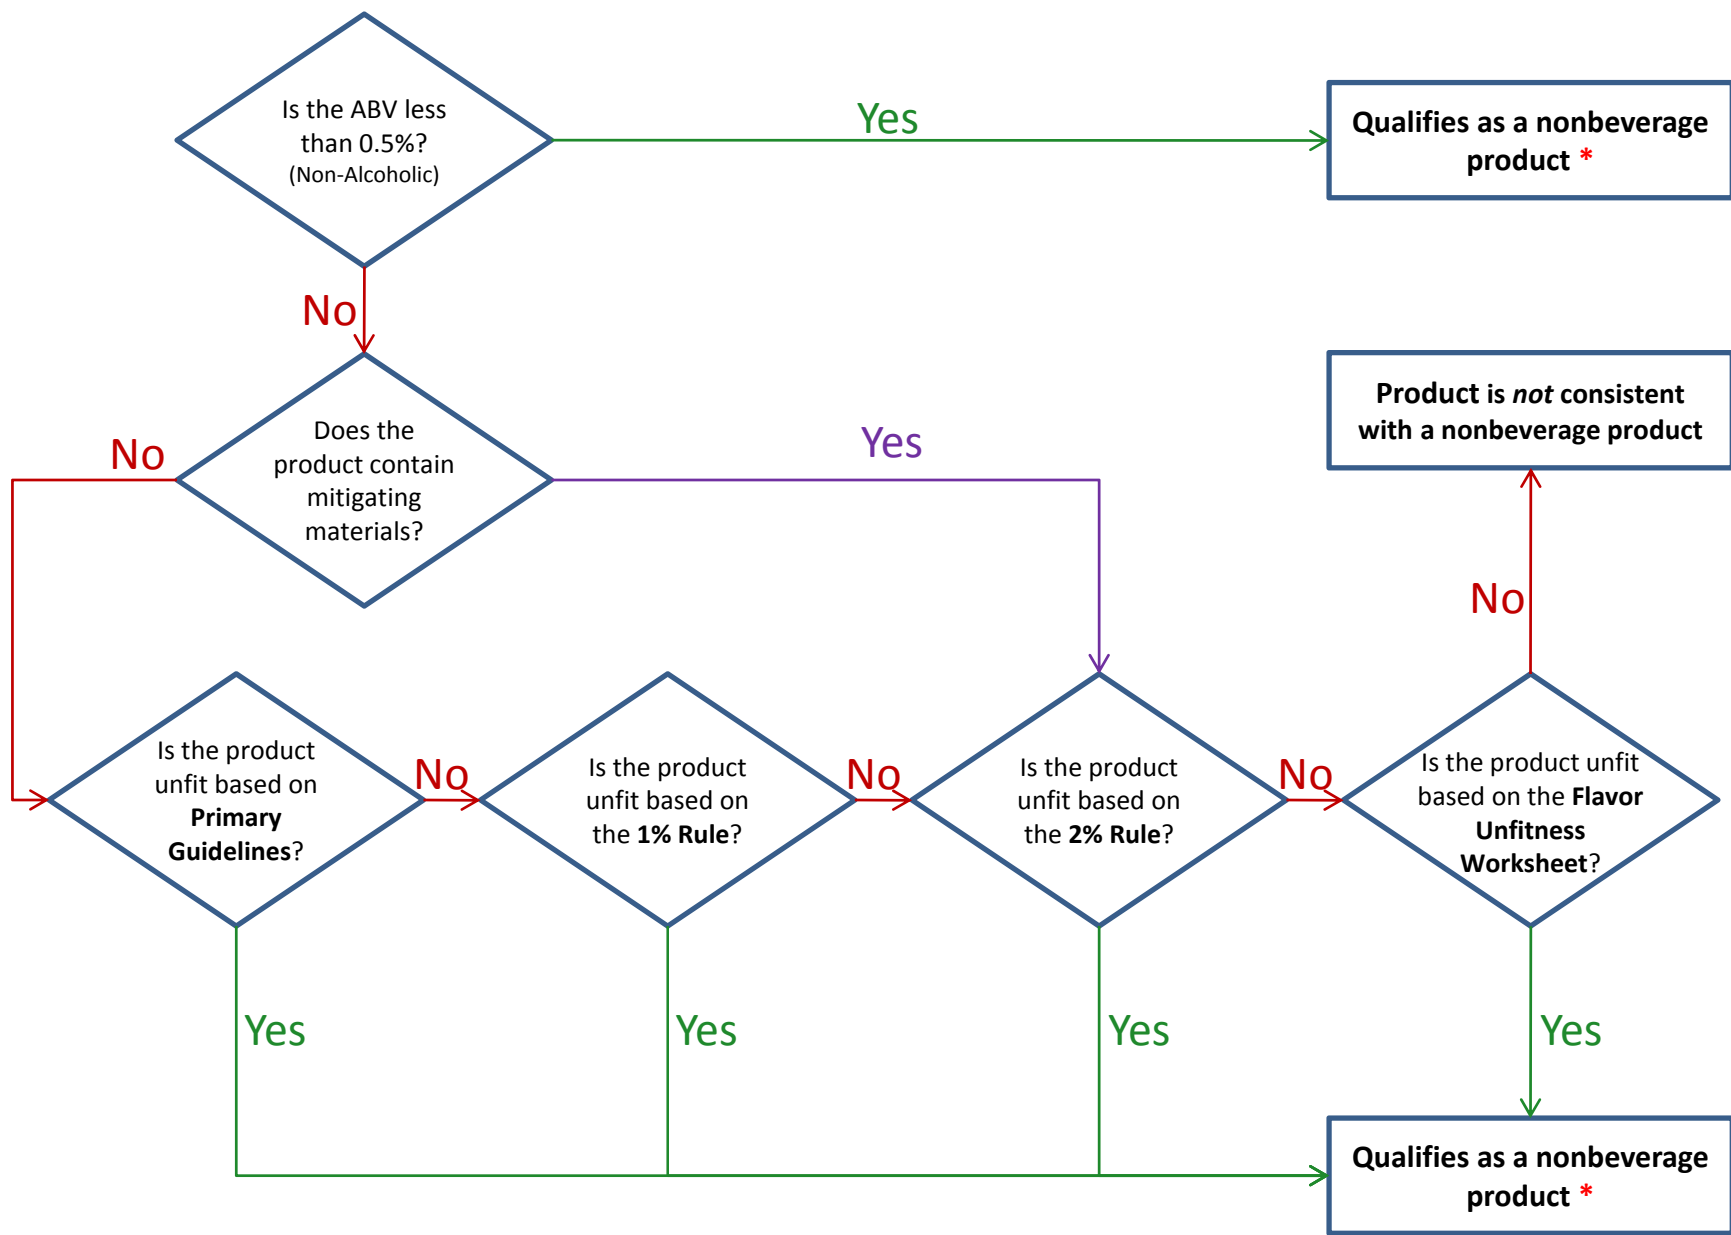 Is the ABV less
than 0.5%?
(Non-Alcoholic)
Yes
Qualifies as a nonbeverage
product *
No
Does the
product contain
mitigating
materials?
No
Yes
Product is not consistent
with a nonbeverage product
No
Is the product
unfit based on
Primary
Guidelines?
No
Is the product
unfit based on
the 1% Rule?
No
Is the product
unfit based on
the 2% Rule?
No
Is the product unfit
based on the Flavor
Unfitness
Worksheet?
Yes
Yes
Yes
Yes
Qualifies as a nonbeverage
product *